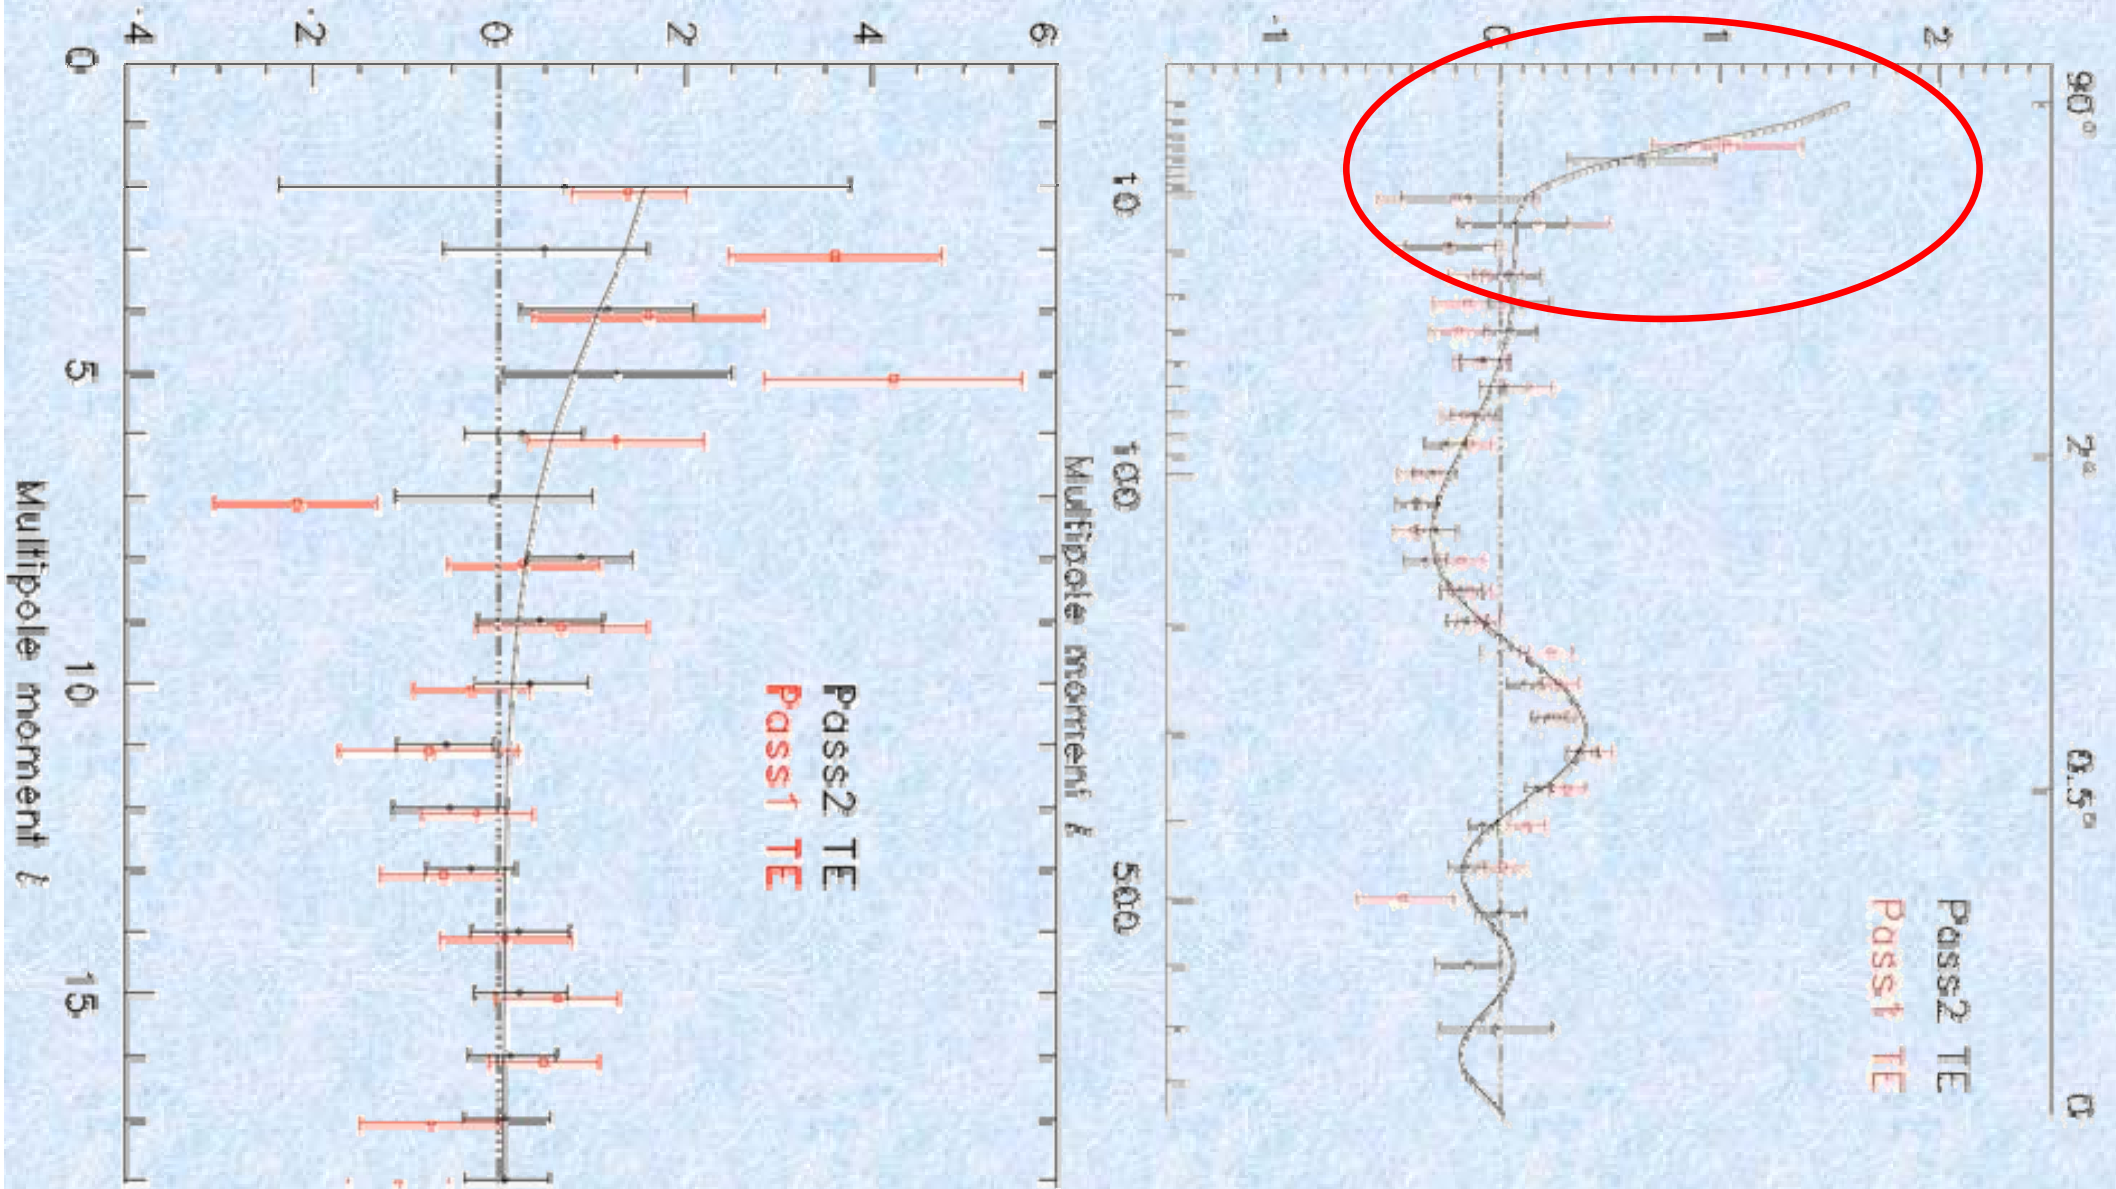 90° 2° 0.5° 0
2
Pass2 TE
Pass1 TE
1
0
-1
10 100 500
Multipole moment ℓ
6
4
Pass2 TE
Pass1 TE
2
0
-2
-4
0 5 10 15
Multipole moment ℓ